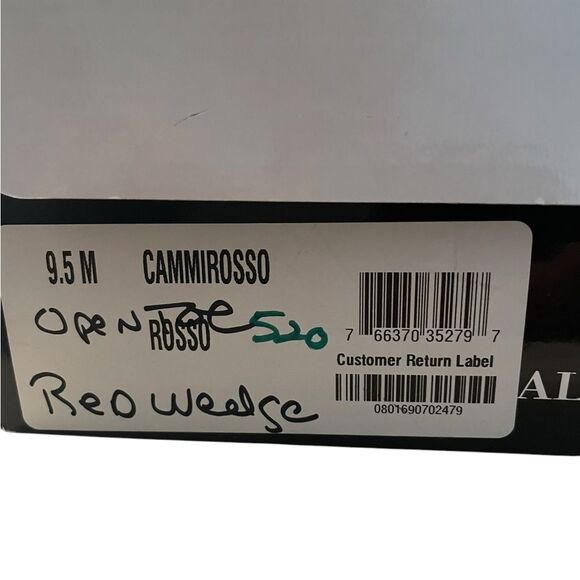 9.5 M CAMMIROSSO
Open Toe 520
ROSSO
Red Wedge
7 66370 35279 7
Customer Return Label
0801690702479
AL